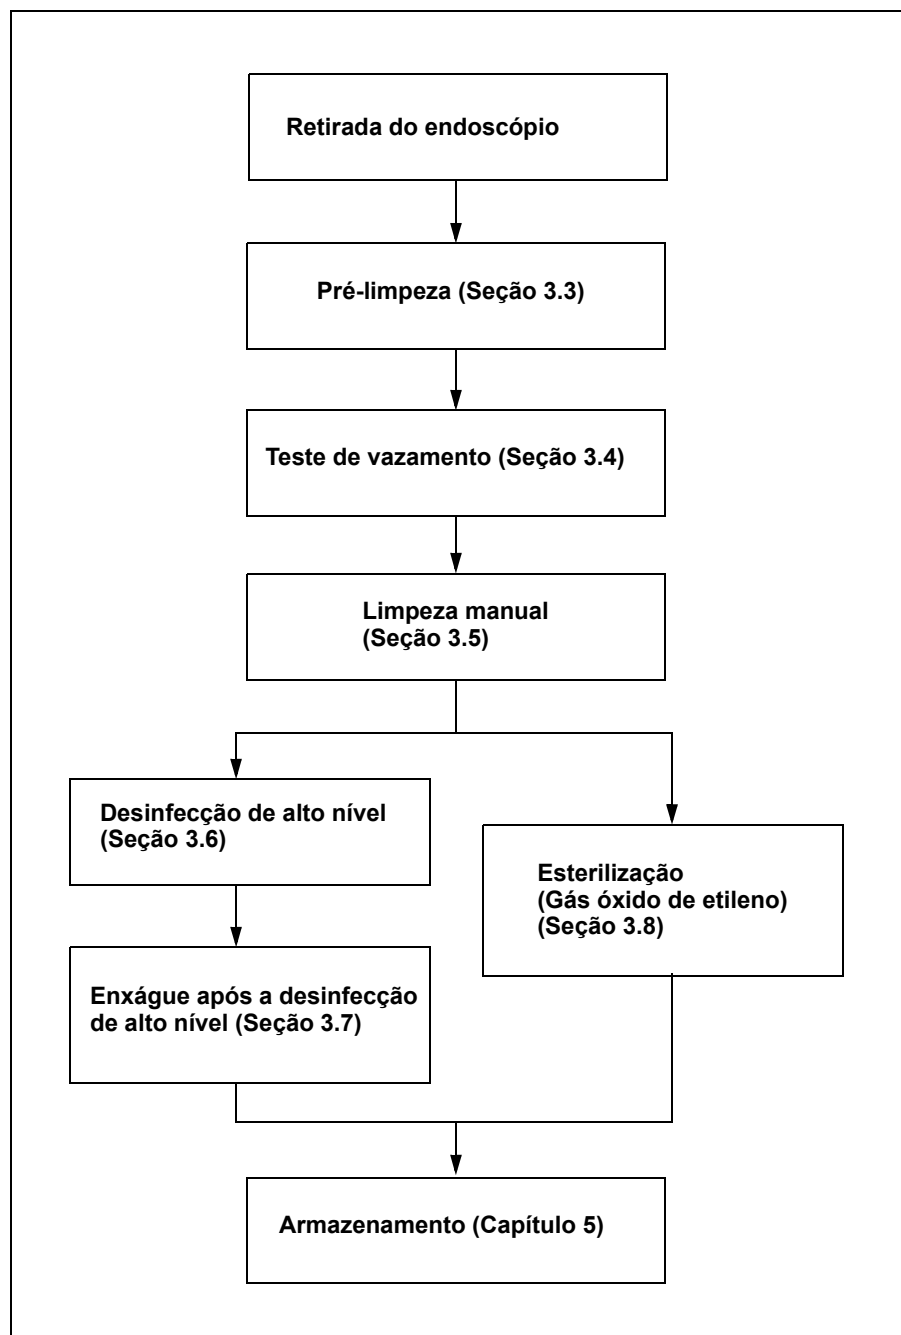 Retirada do endoscópio
Pré-limpeza (Seção 3.3)
Teste de vazamento (Seção 3.4)
Limpeza manual
(Seção 3.5)
Desinfecção de alto nível
(Seção 3.6)
Esterilização
(Gás óxido de etileno)
(Seção 3.8)
Enxágue após a desinfecção
de alto nível (Seção 3.7)
Armazenamento (Capítulo 5)